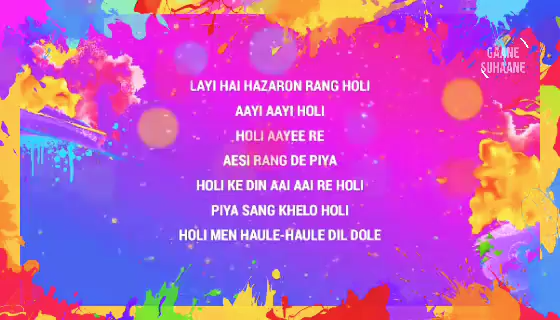 GAANE
SUHAANE
LAYI HAI HAZARON RANG HOLI
AAYI AAYI HOLI
HOLI AAYEE RE
AESI RANG DE PIYA
HOLI KE DIN AAI AAI RE HOLI
PIYA SANG KHELO HOLI
HOLI MEN HAULE-HAULE DIL DOLE